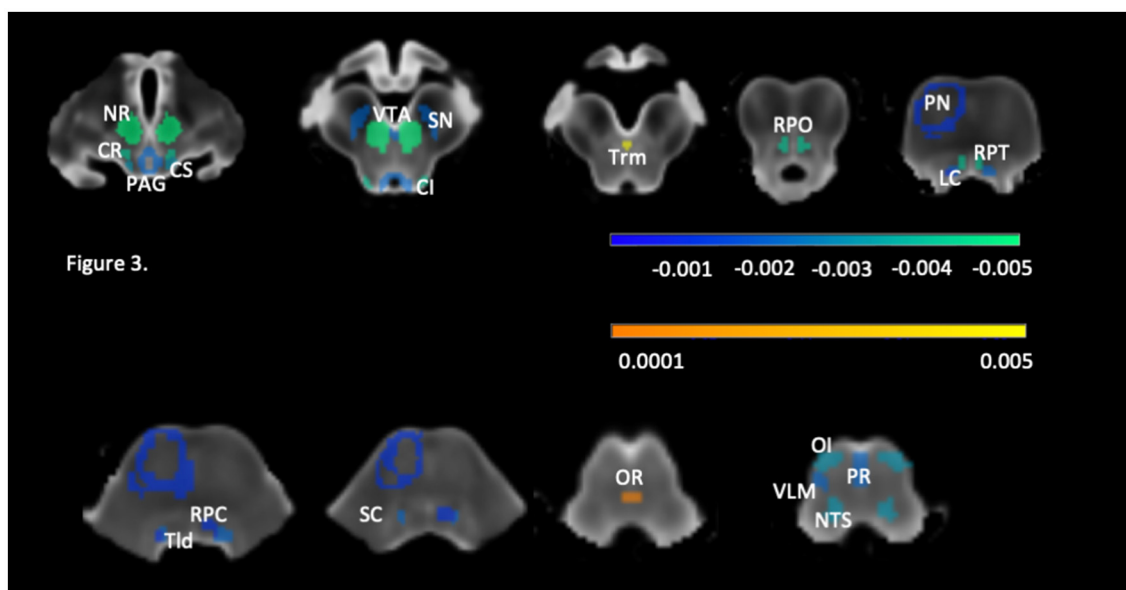 NR
CR
PAG
CS
VTA
SN
CI
Trm
RPO
PN
RPT
LC
Figure 3.
-0.001 -0.002 -0.003 -0.004 -0.005
0.0001 0.005
RPC
Tld
SC
OR
OI
PR
VLM
NTS